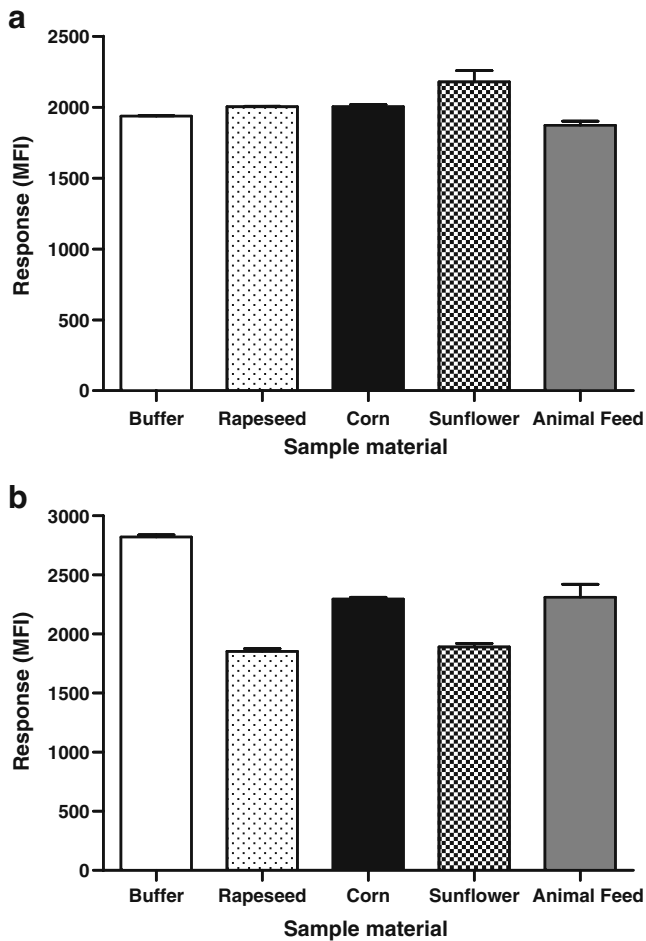 a
Response (MFI)
2500
2000
1500
1000
500
0
Buffer Rapeseed Corn Sunflower Animal Feed
Sample material
b
Response (MFI)
3000
2500
2000
1500
1000
500
0
Buffer Rapeseed Corn Sunflower Animal Feed
Sample material